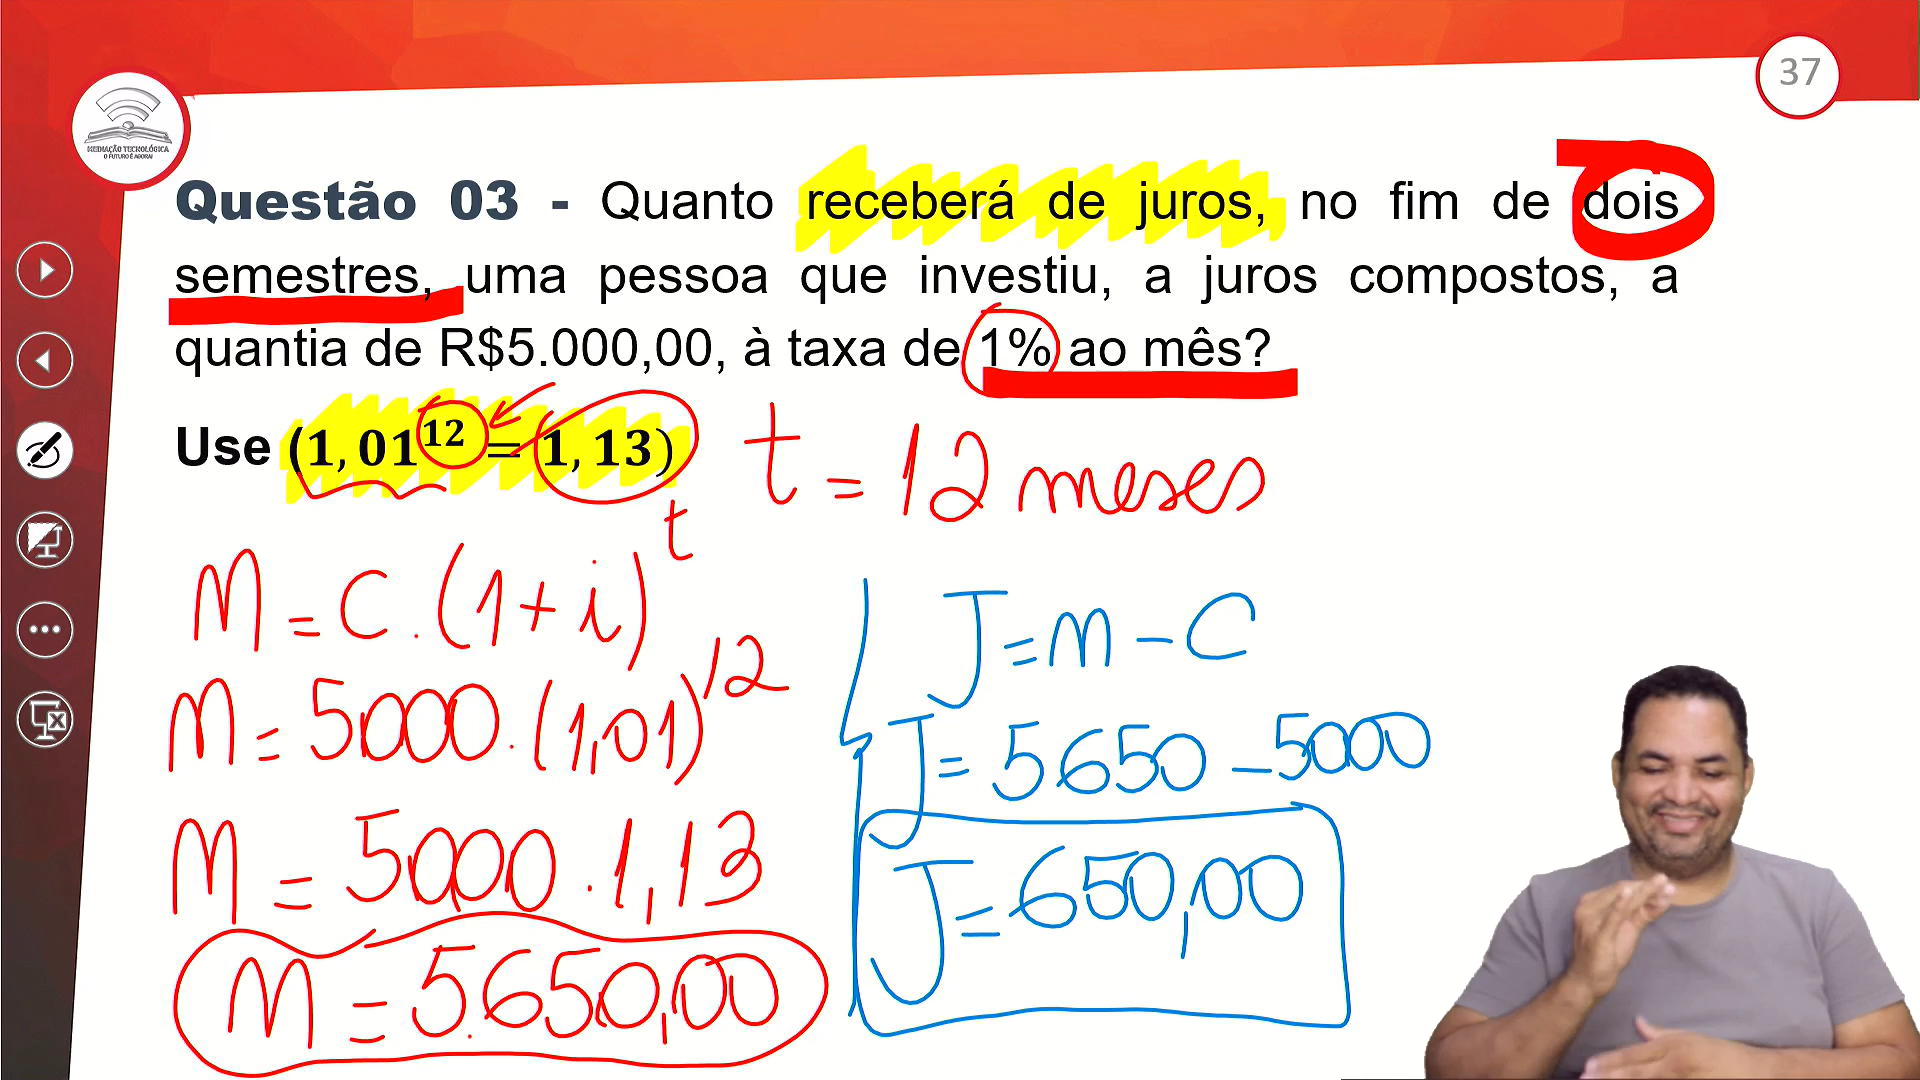 37
MEDIAÇÃO TECNOLÓGICA
O FUTURO É AGORA!
Questão 03 - Quanto receberá de juros, no fim de dois
semestres, uma pessoa que investiu, a juros compostos, a
quantia de R$5.000,00, à taxa de 1% ao mês?
Use (1,01¹² = 1,13)
t = 12 meses
M = C . (1 + i)^t
M = 5000 . (1,01)^12
M = 5000 . 1,13
M = 5.650,00
J = M - C
J = 5650 - 5000
J = 650,00